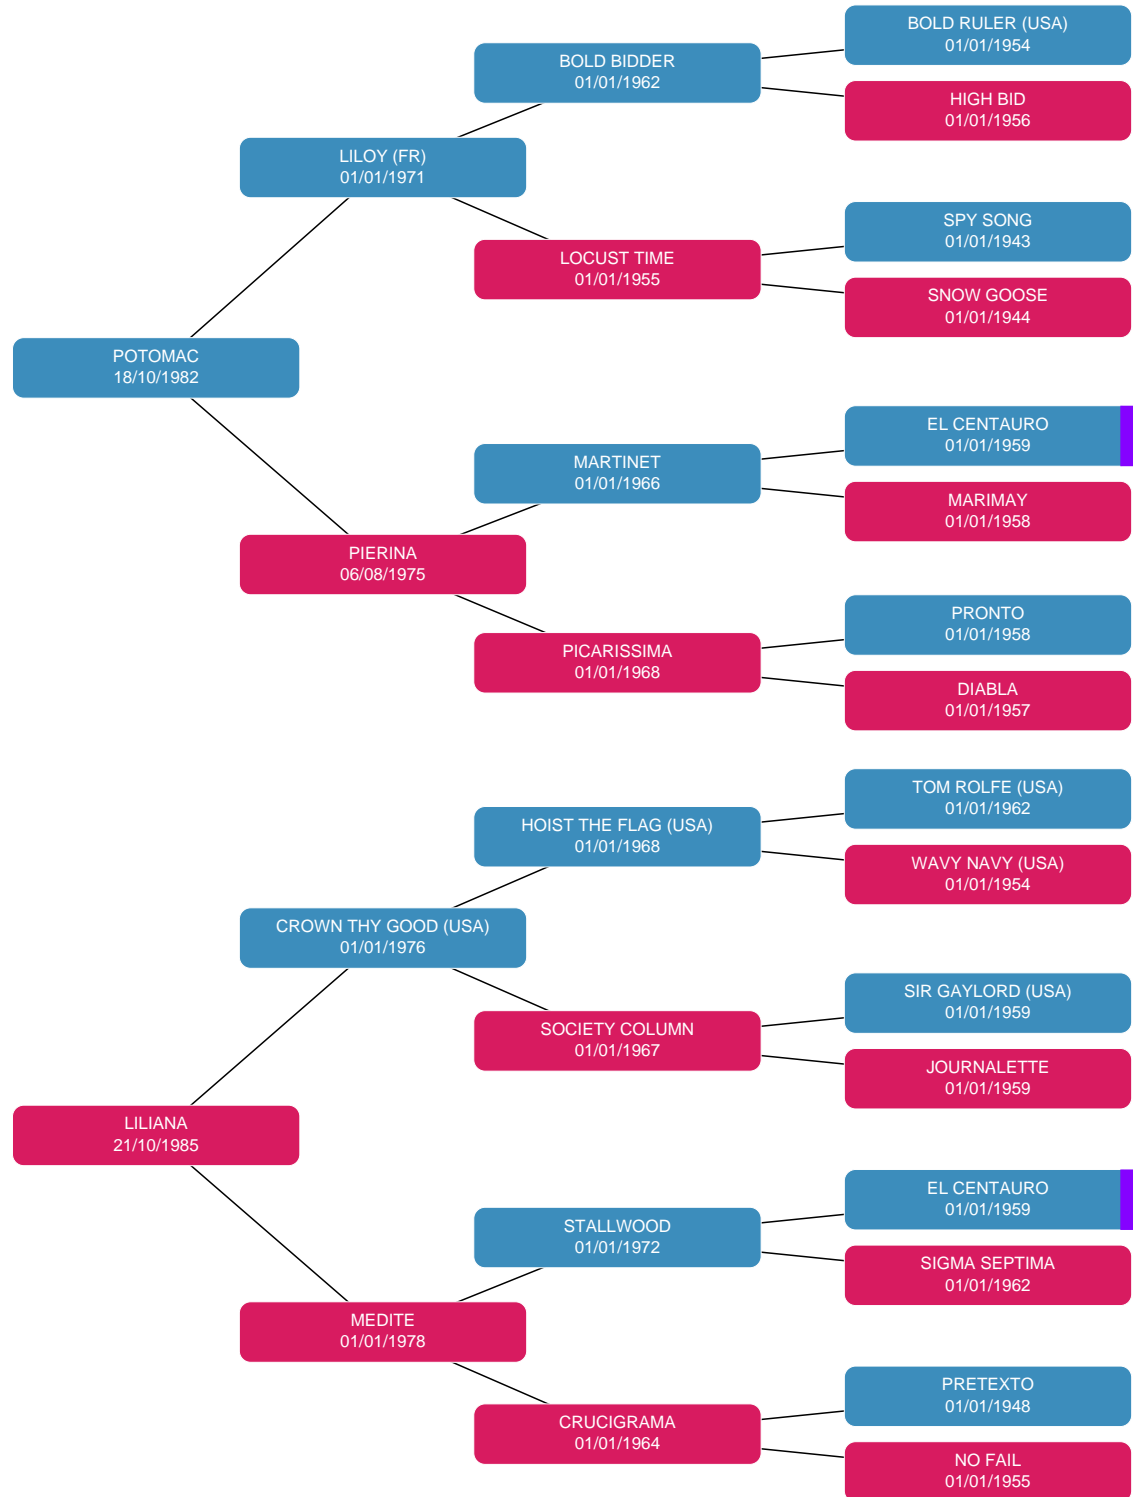 BOLD RULER (USA)
01/01/1954
BOLD BIDDER
01/01/1962
HIGH BID
01/01/1956
LILOY (FR)
01/01/1971
SPY SONG
01/01/1943
LOCUST TIME
01/01/1955
SNOW GOOSE
01/01/1944
POTOMAC
18/10/1982
EL CENTAURO
01/01/1959
MARTINET
01/01/1966
MARIMAY
01/01/1958
PIERINA
06/08/1975
PRONTO
01/01/1958
PICARISSIMA
01/01/1968
DIABLA
01/01/1957
TOM ROLFE (USA)
01/01/1962
HOIST THE FLAG (USA)
01/01/1968
WAVY NAVY (USA)
01/01/1954
CROWN THY GOOD (USA)
01/01/1976
SIR GAYLORD (USA)
01/01/1959
SOCIETY COLUMN
01/01/1967
JOURNALETTE
01/01/1959
LILIANA
21/10/1985
EL CENTAURO
01/01/1959
STALLWOOD
01/01/1972
SIGMA SEPTIMA
01/01/1962
MEDITE
01/01/1978
PRETEXTO
01/01/1948
CRUCIGRAMA
01/01/1964
NO FAIL
01/01/1955